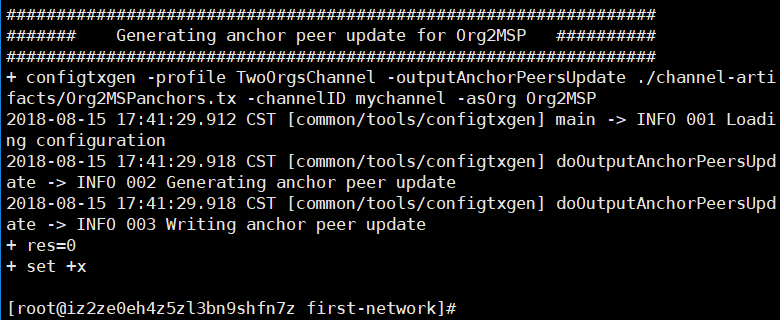 #################################################################
#######    Generating anchor peer update for Org2MSP   ##########
#################################################################
+ configtxgen -profile TwoOrgsChannel -outputAnchorPeersUpdate ./channel-arti
facts/Org2MSPanchors.tx -channelID mychannel -asOrg Org2MSP
2018-08-15 17:41:29.912 CST [common/tools/configtxgen] main -> INFO 001 Loadi
ng configuration
2018-08-15 17:41:29.918 CST [common/tools/configtxgen] doOutputAnchorPeersUpd
ate -> INFO 002 Generating anchor peer update
2018-08-15 17:41:29.918 CST [common/tools/configtxgen] doOutputAnchorPeersUpd
ate -> INFO 003 Writing anchor peer update
+ res=0
+ set +x
[root@iz2ze0eh4z5zl3bn9shfn7z first-network]#